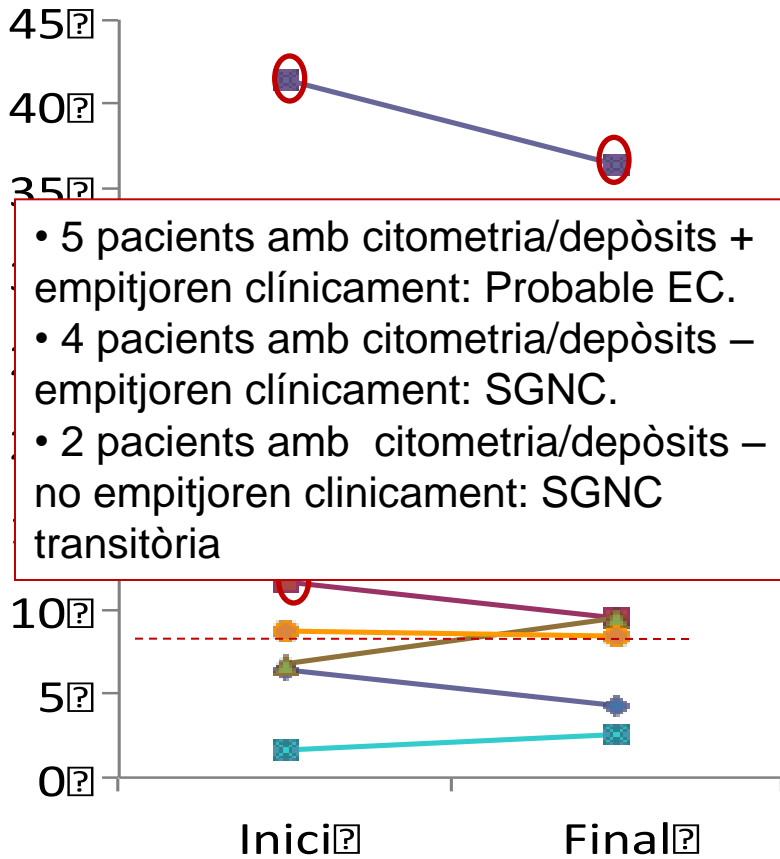 45
40
35
• 5 pacients amb citometria/depòsits +
empitjoren clínicament: Probable EC.
• 4 pacients amb citometria/depòsits –
empitjoren clínicament: SGNC.
• 2 pacients amb citometria/depòsits –
no empitjoren clinicament: SGNC
transitòria
10
5
0
Inici
Final